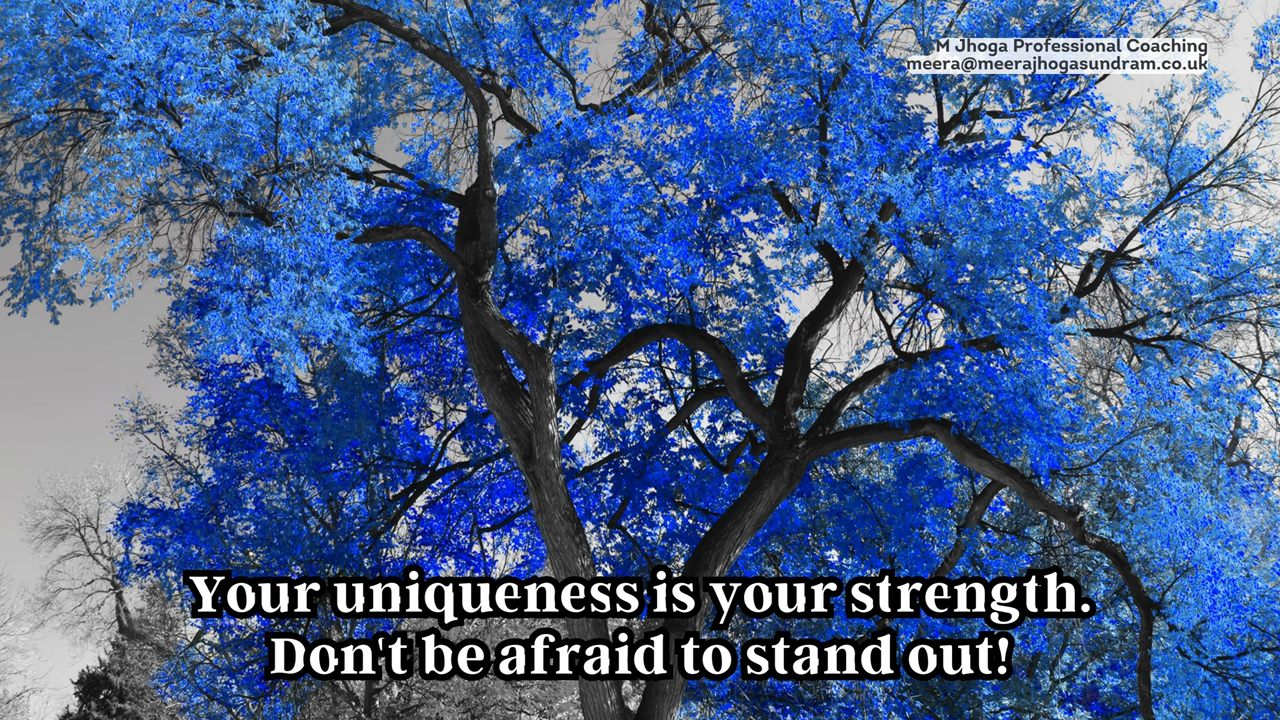 M Jhoga Professional Coaching
meera@meerajhogasundram.co.uk
Your uniqueness is your strength.
Don't be afraid to stand out!